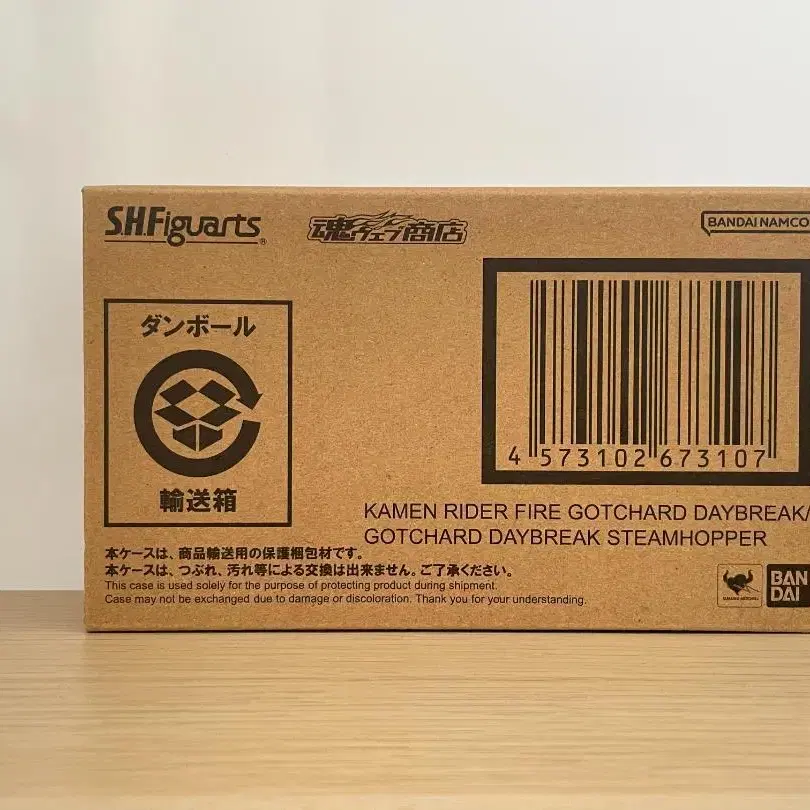 S.H.Figuarts®
魂ウェブ商店
BANDAI NAMCO
ダンボール
輸送箱
4 573102 673107
KAMEN RIDER FIRE GOTCHARD DAYBREAK/
GOTCHARD DAYBREAK STEAMHOPPER
本ケースは、商品輸送用の保護梱包材です。
本ケースは、つぶれ、汚れ等による交換は出来ません。ご了承ください。
This case is used solely for the purpose of protecting product during shipment.
Case may not be exchanged due to damage or discoloration. Thank you for your understanding.
BAN
DAI